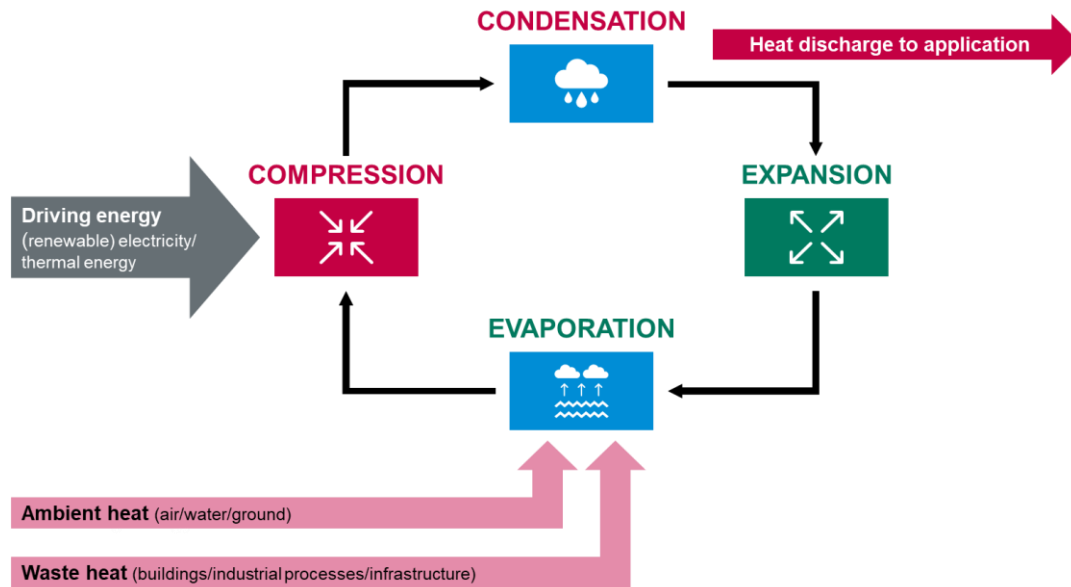 CONDENSATION
Heat discharge to application
COMPRESSION
EXPANSION
Driving energy
(renewable) electricity/
thermal energy
EVAPORATION
Ambient heat (air/water/ground)
Waste heat (buildings/industrial processes/infrastructure)